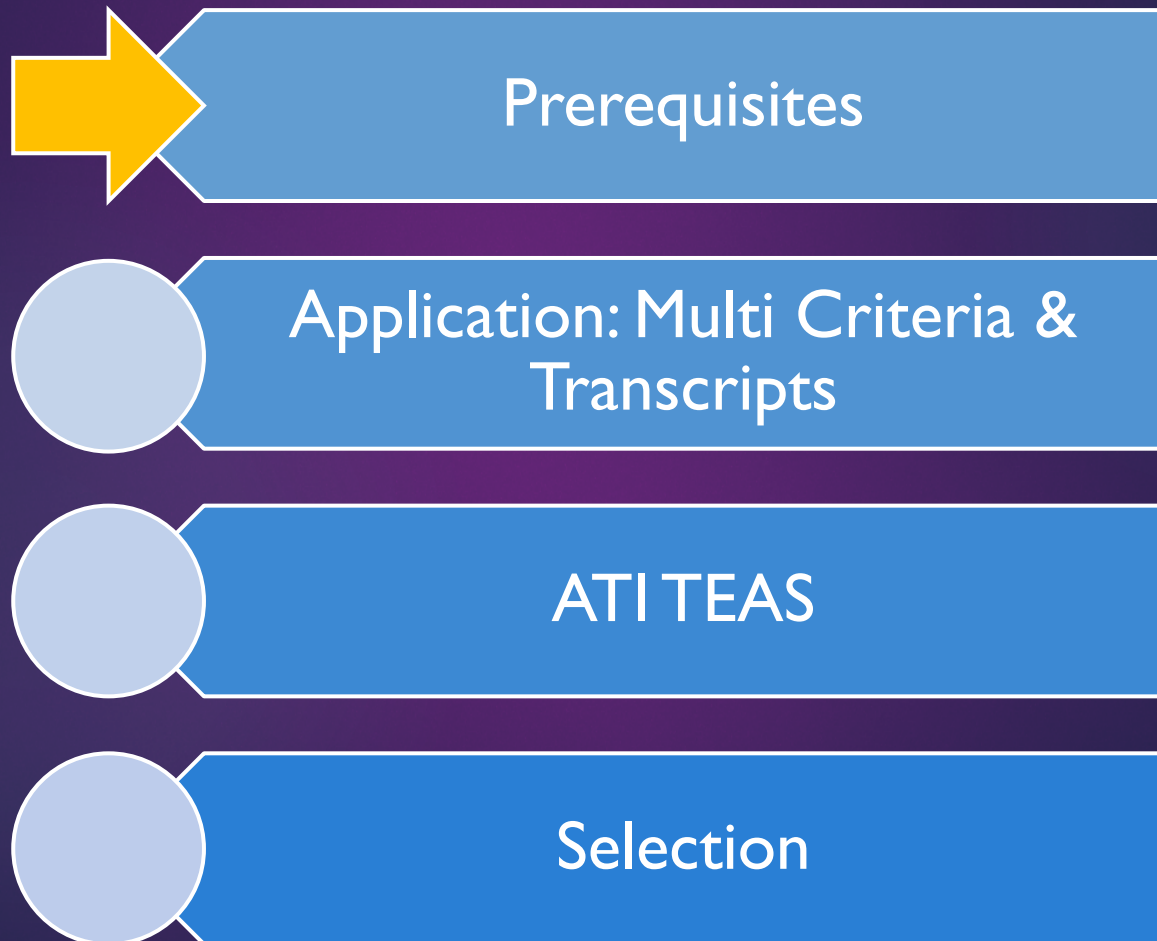 Prerequisites
Application: Multi Criteria &
Transcripts
ATI TEAS
Selection